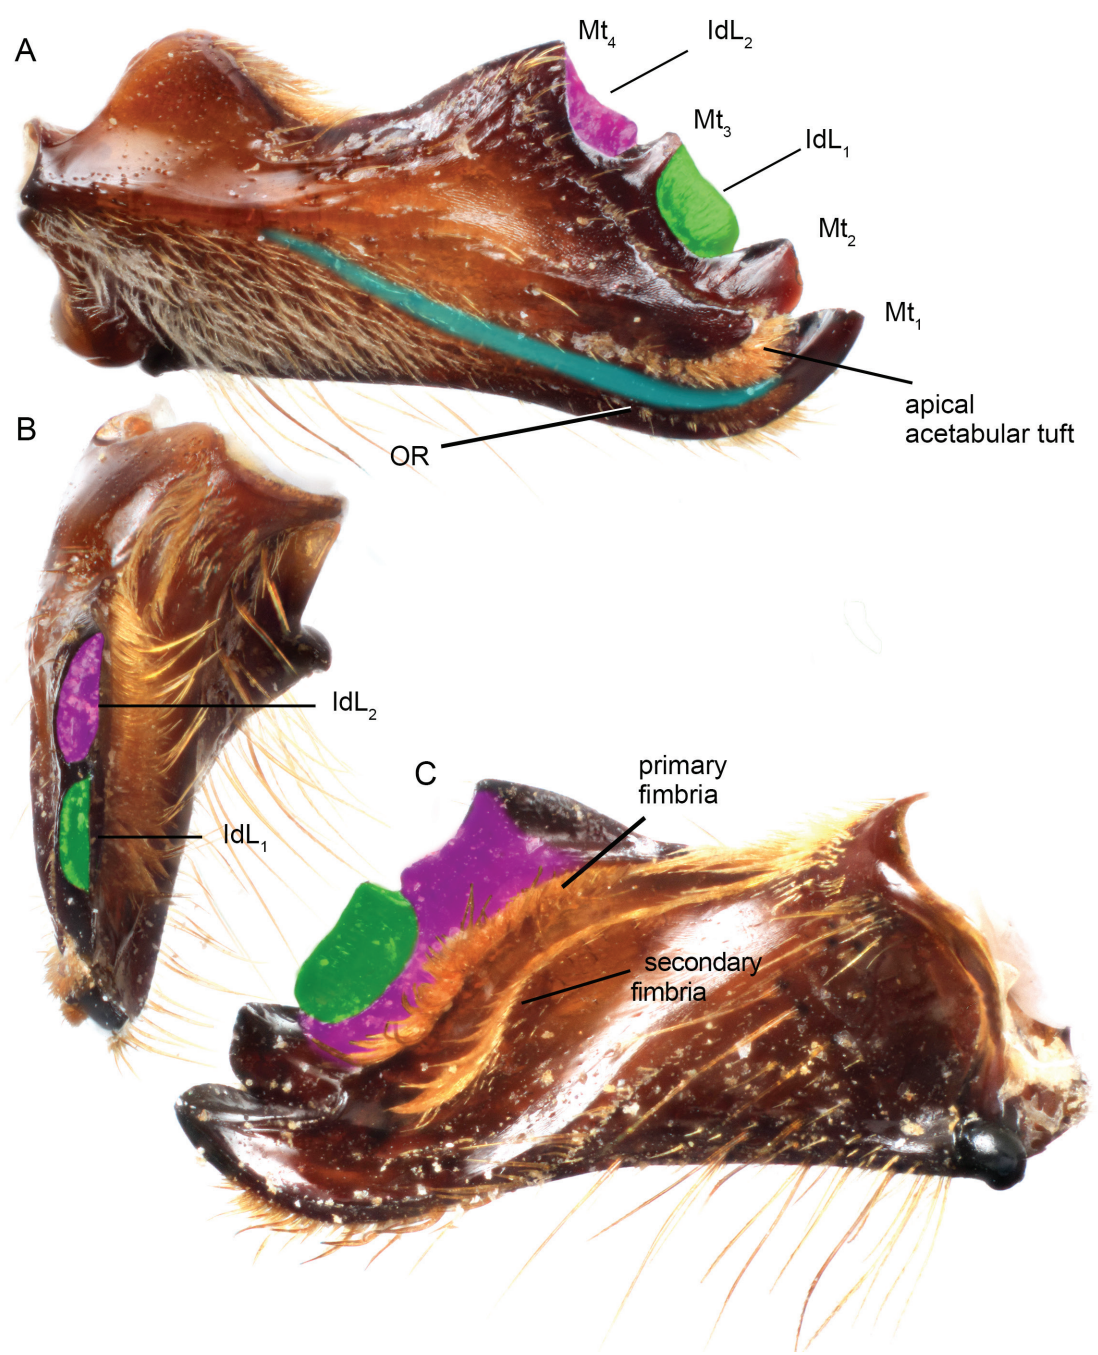 A
Mt4
IdL2
Mt3
IdL1
Mt2
Mt1
apical
acetabular tuft
OR
B
IdL2
IdL1
C
primary
fimbria
secondary
fimbria